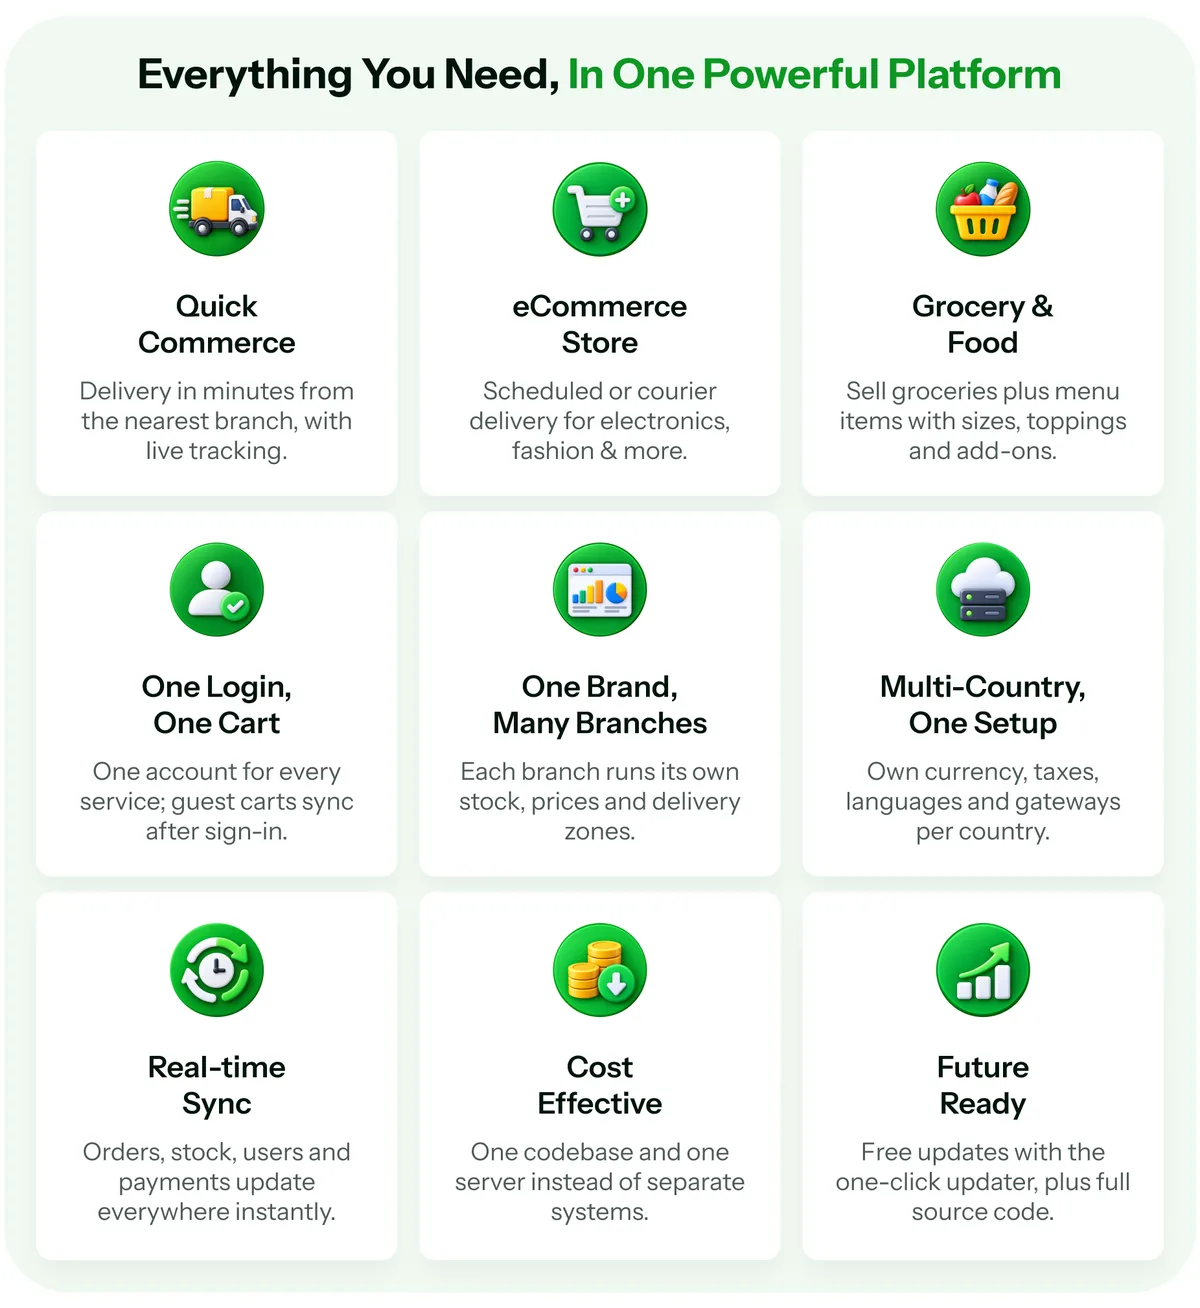 Everything You Need, In One Powerful Platform
Quick
Commerce
Delivery in minutes from
the nearest branch, with
live tracking.
eCommerce
Store
Scheduled or courier
delivery for electronics,
fashion & more.
Grocery &
Food
Sell groceries plus menu
items with sizes, toppings
and add-ons.
One Login,
One Cart
One account for every
service; guest carts sync
after sign-in.
One Brand,
Many Branches
Each branch runs its own
stock, prices and delivery
zones.
Multi-Country,
One Setup
Own currency, taxes,
languages and gateways
per country.
Real-time
Sync
Orders, stock, users and
payments update
everywhere instantly.
Cost
Effective
One codebase and one
server instead of separate
systems.
Future
Ready
Free updates with the
one-click updater, plus full
source code.